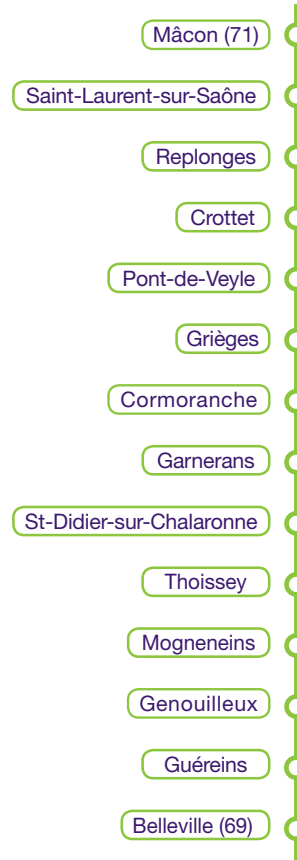 Mâcon (71)
Saint-Laurent-sur-Saône
Replonges
Crottet
Pont-de-Veyle
Grièges
Cormoranche
Garnerans
St-Didier-sur-Chalaronne
Thoissey
Mogneneins
Genouilleux
Guéreins
Belleville (69)